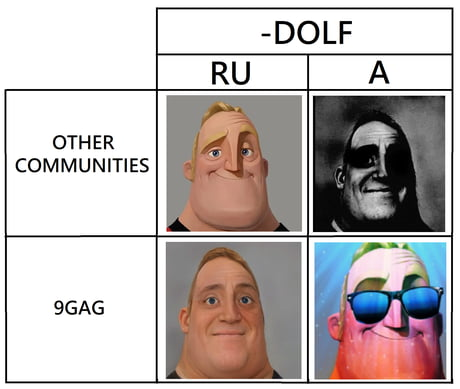 -DOLF
RU
A
OTHER
COMMUNITIES
9GAG